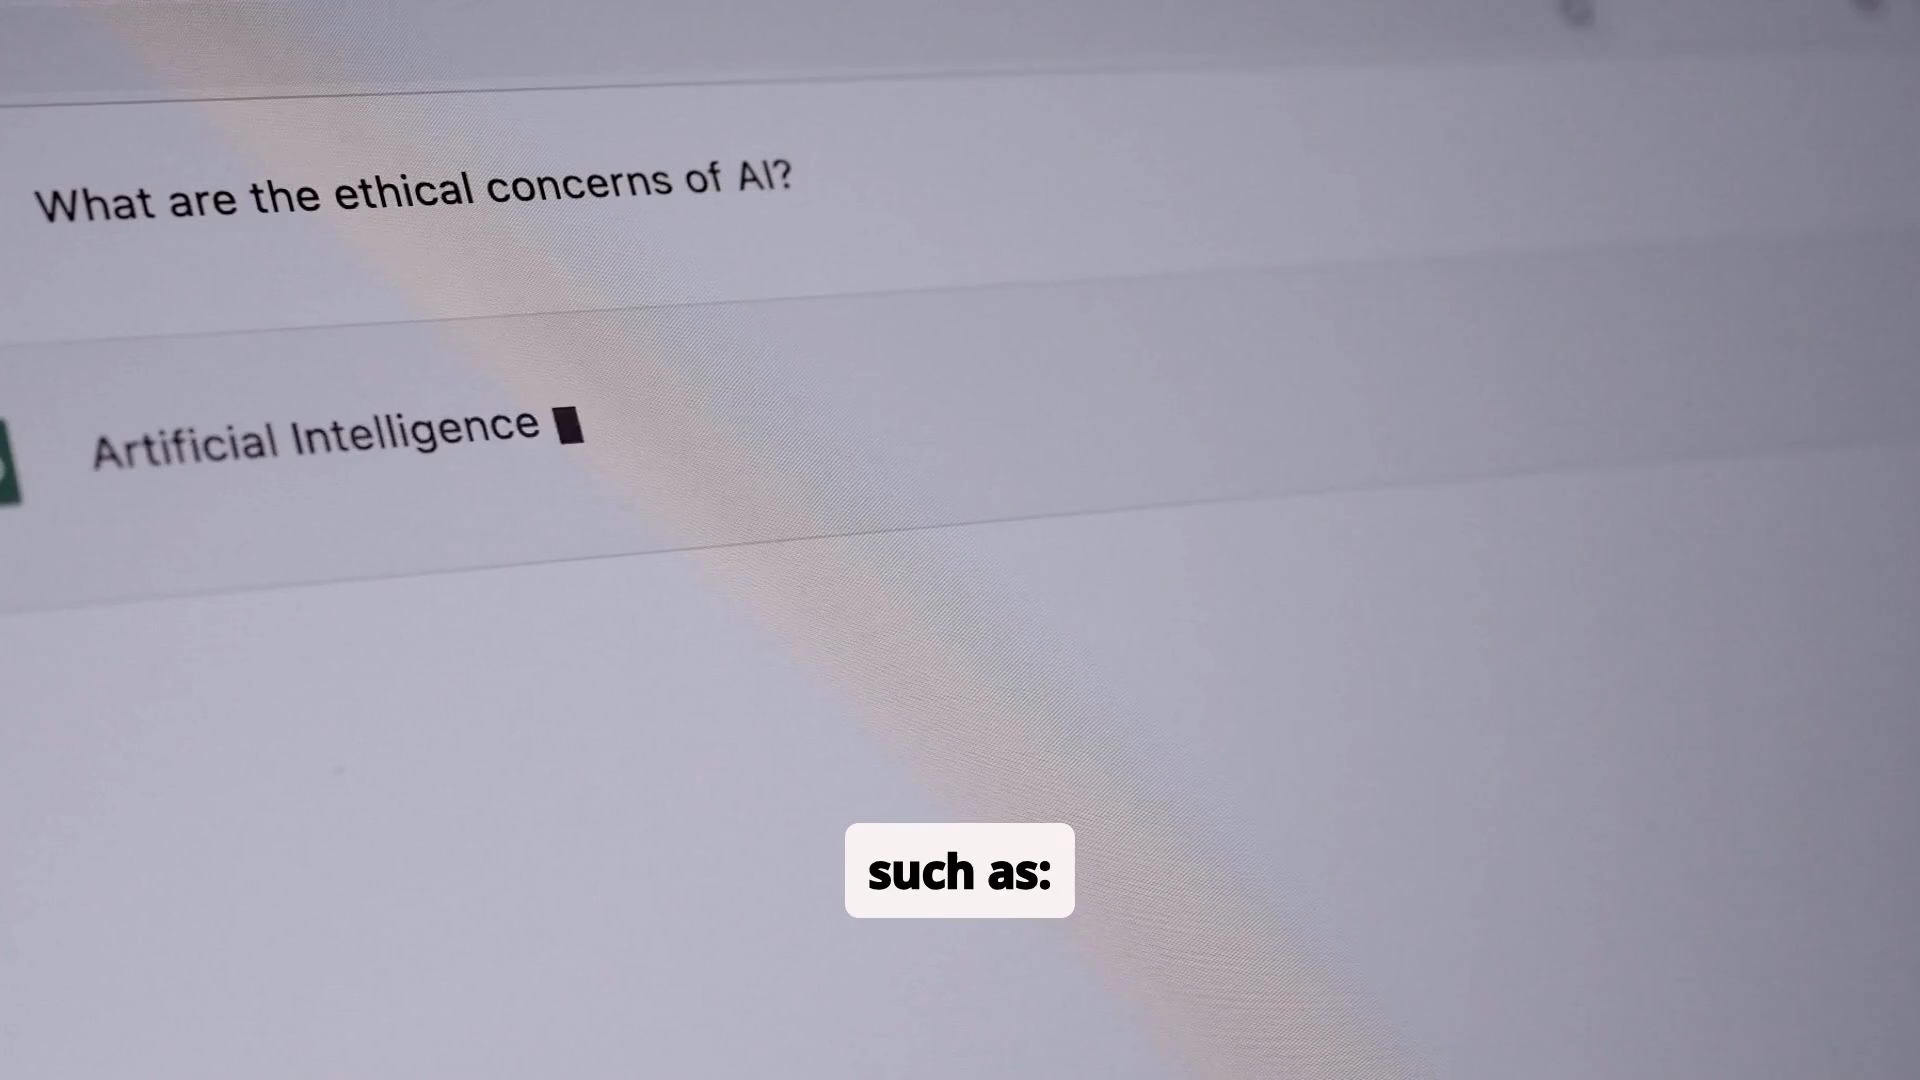 What are the ethical concerns of AI?
Artificial Intelligence
such as: